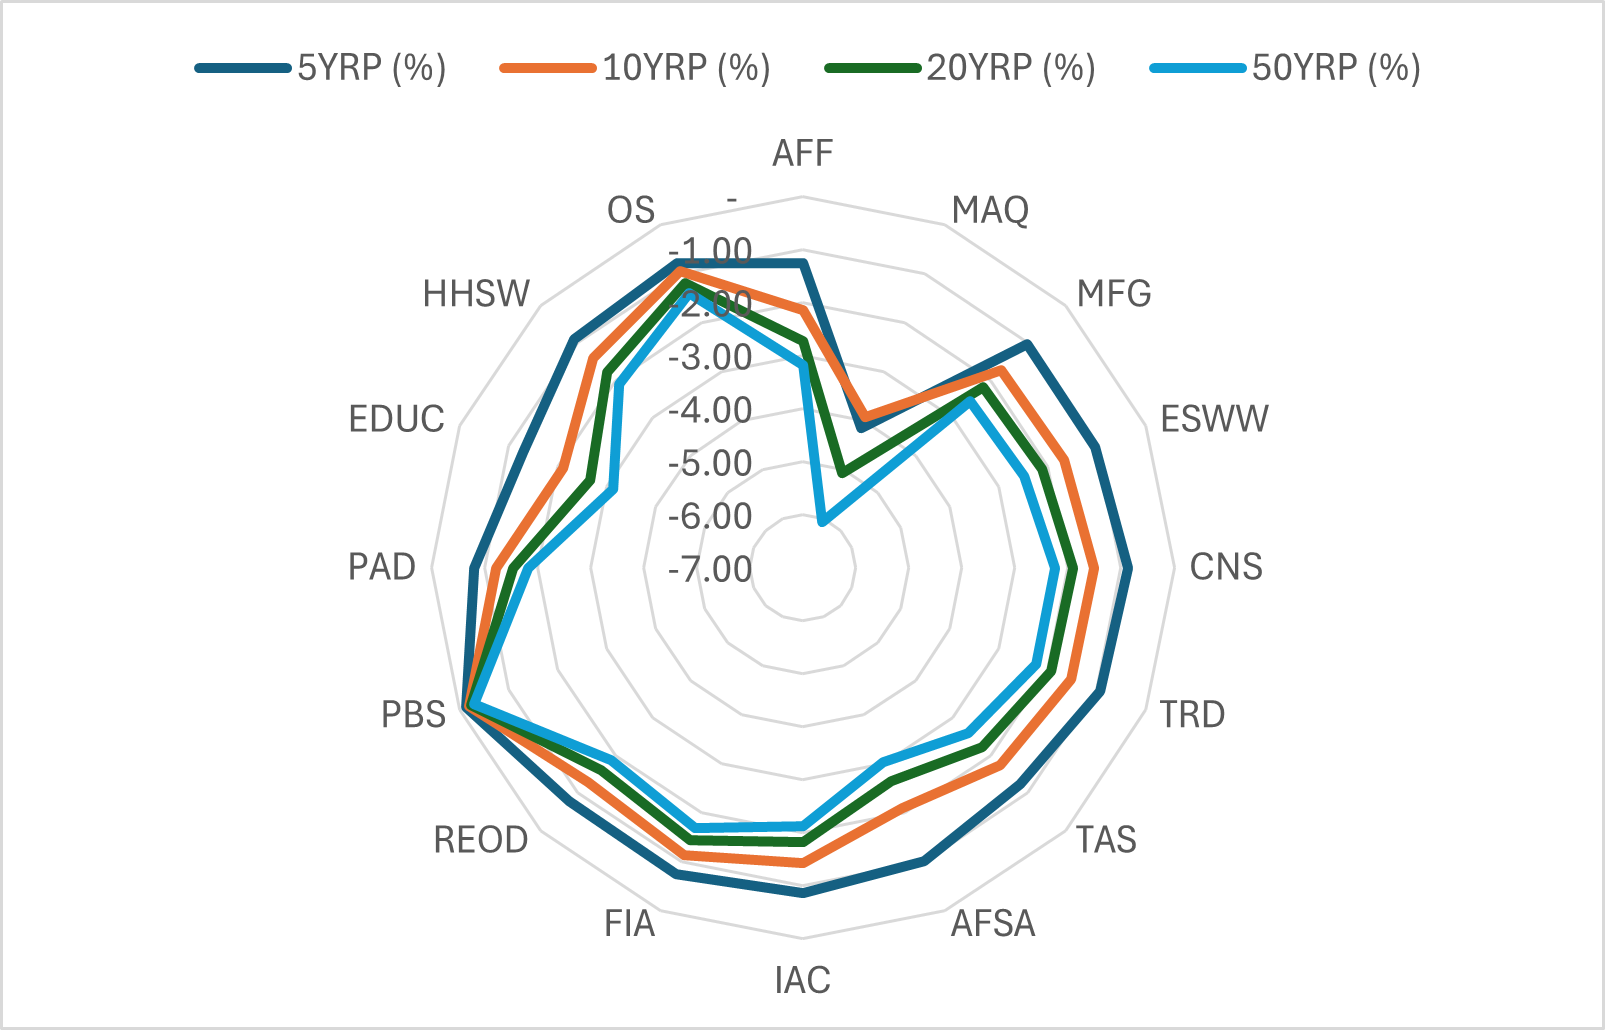 5YRP (%) 10YRP (%) 20YRP (%) 50YRP (%)
AFF
MAQ
MFG
ESWW
CNS
TRD
TAS
AFSA
IAC
FIA
REOD
PBS
PAD
EDUC
HHSW
OS
-
-1.00
-2.00
-3.00
-4.00
-5.00
-6.00
-7.00